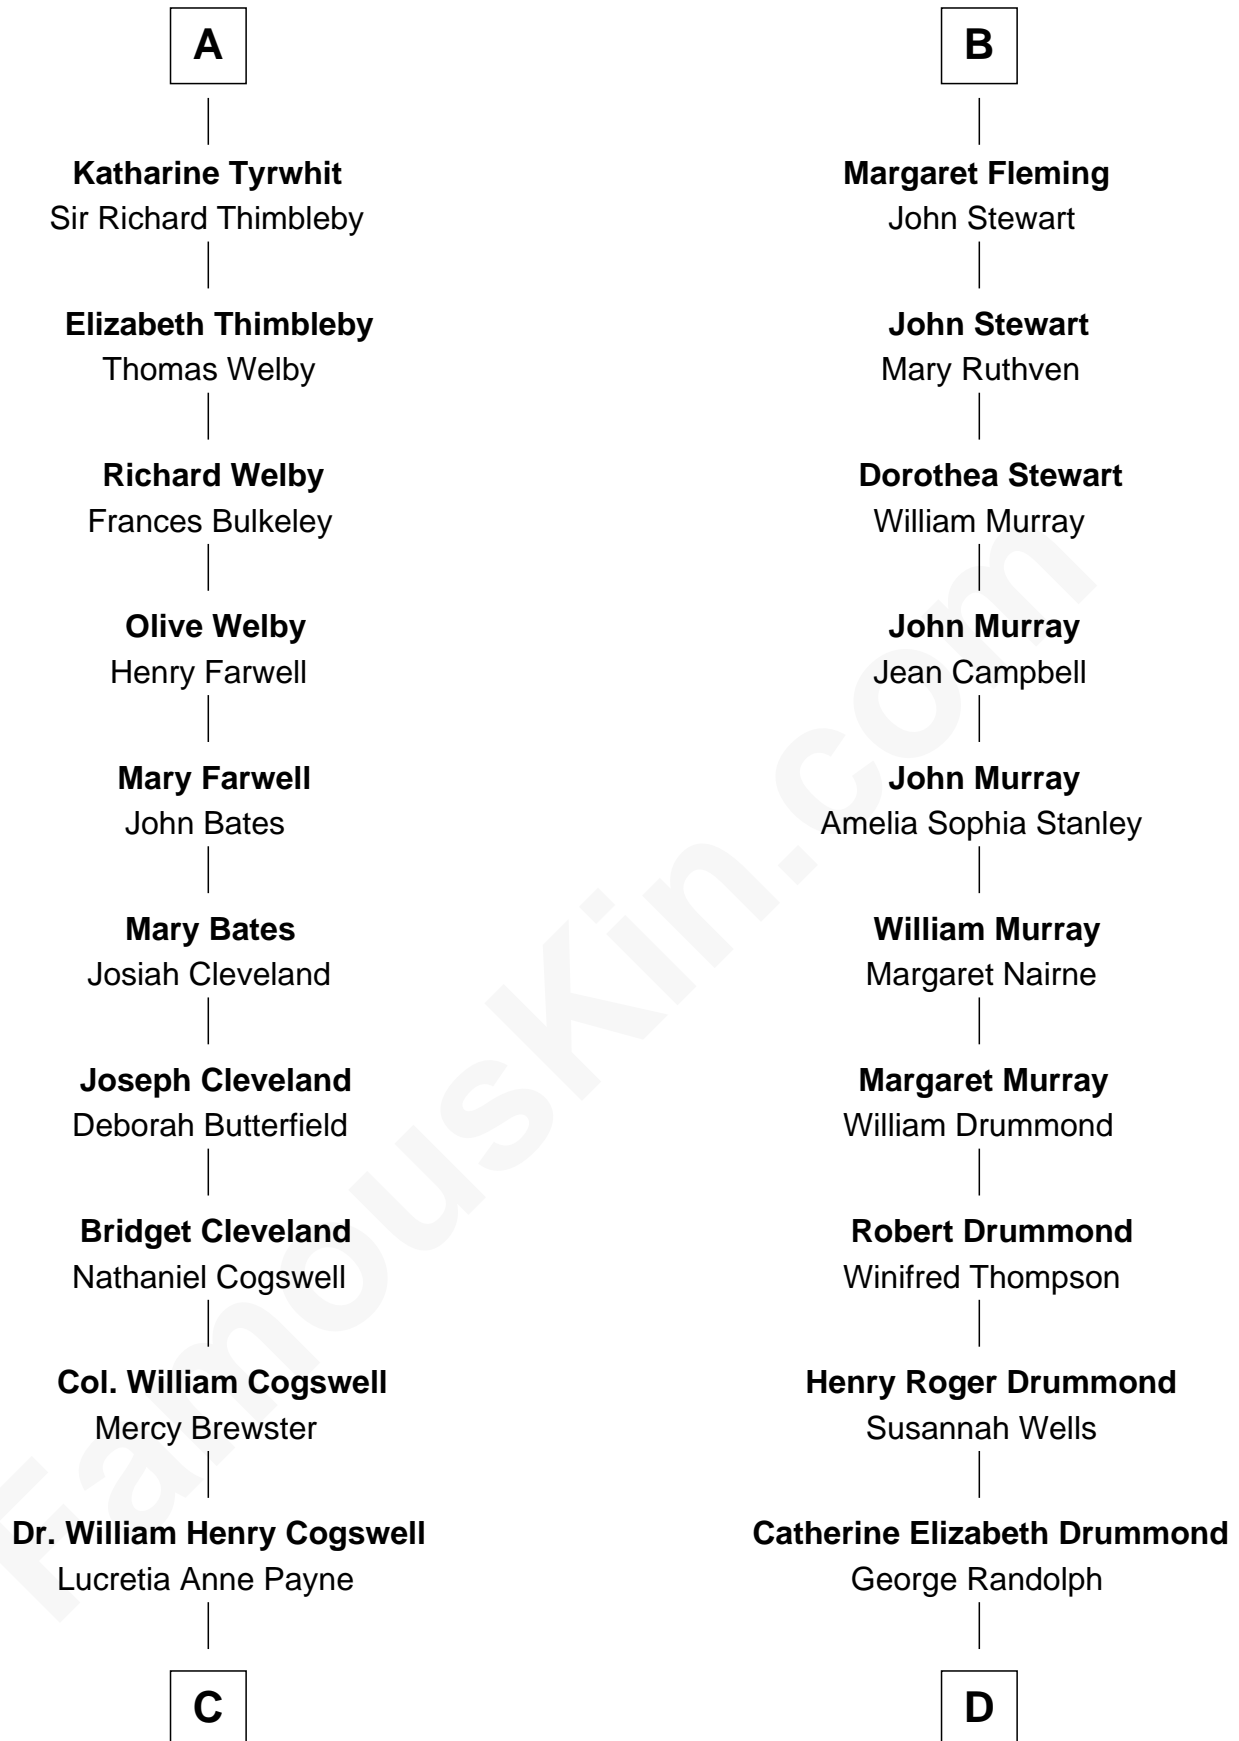 A
Katharine Tyrwhit
Sir Richard Thimbleby
Elizabeth Thimbleby
Thomas Welby
Richard Welby
Frances Bulkeley
Olive Welby
Henry Farwell
Mary Farwell
John Bates
Mary Bates
Josiah Cleveland
Joseph Cleveland
Deborah Butterfield
Bridget Cleveland
Nathaniel Cogswell
Col. William Cogswell
Mercy Brewster
Dr. William Henry Cogswell
Lucretia Anne Payne
C
B
Margaret Fleming
John Stewart
John Stewart
Mary Ruthven
Dorothea Stewart
William Murray
John Murray
Jean Campbell
John Murray
Amelia Sophia Stanley
William Murray
Margaret Nairne
Margaret Murray
William Drummond
Robert Drummond
Winifred Thompson
Henry Roger Drummond
Susannah Wells
Catherine Elizabeth Drummond
George Randolph
D
FamousKin.com